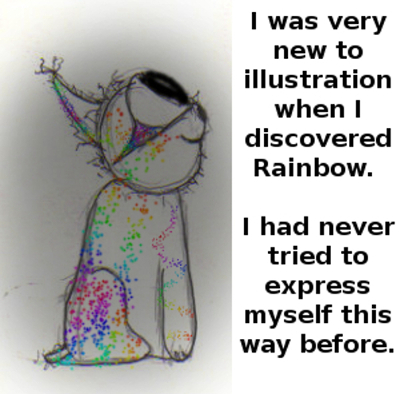 I was very
new to
illustration
when I
discovered
Rainbow.
I had never
tried to
express
myself this
way before.